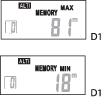 ALTI
MEMORY MAX
81 m
D1
ALTI
MEMORY MIN
18 m
D1